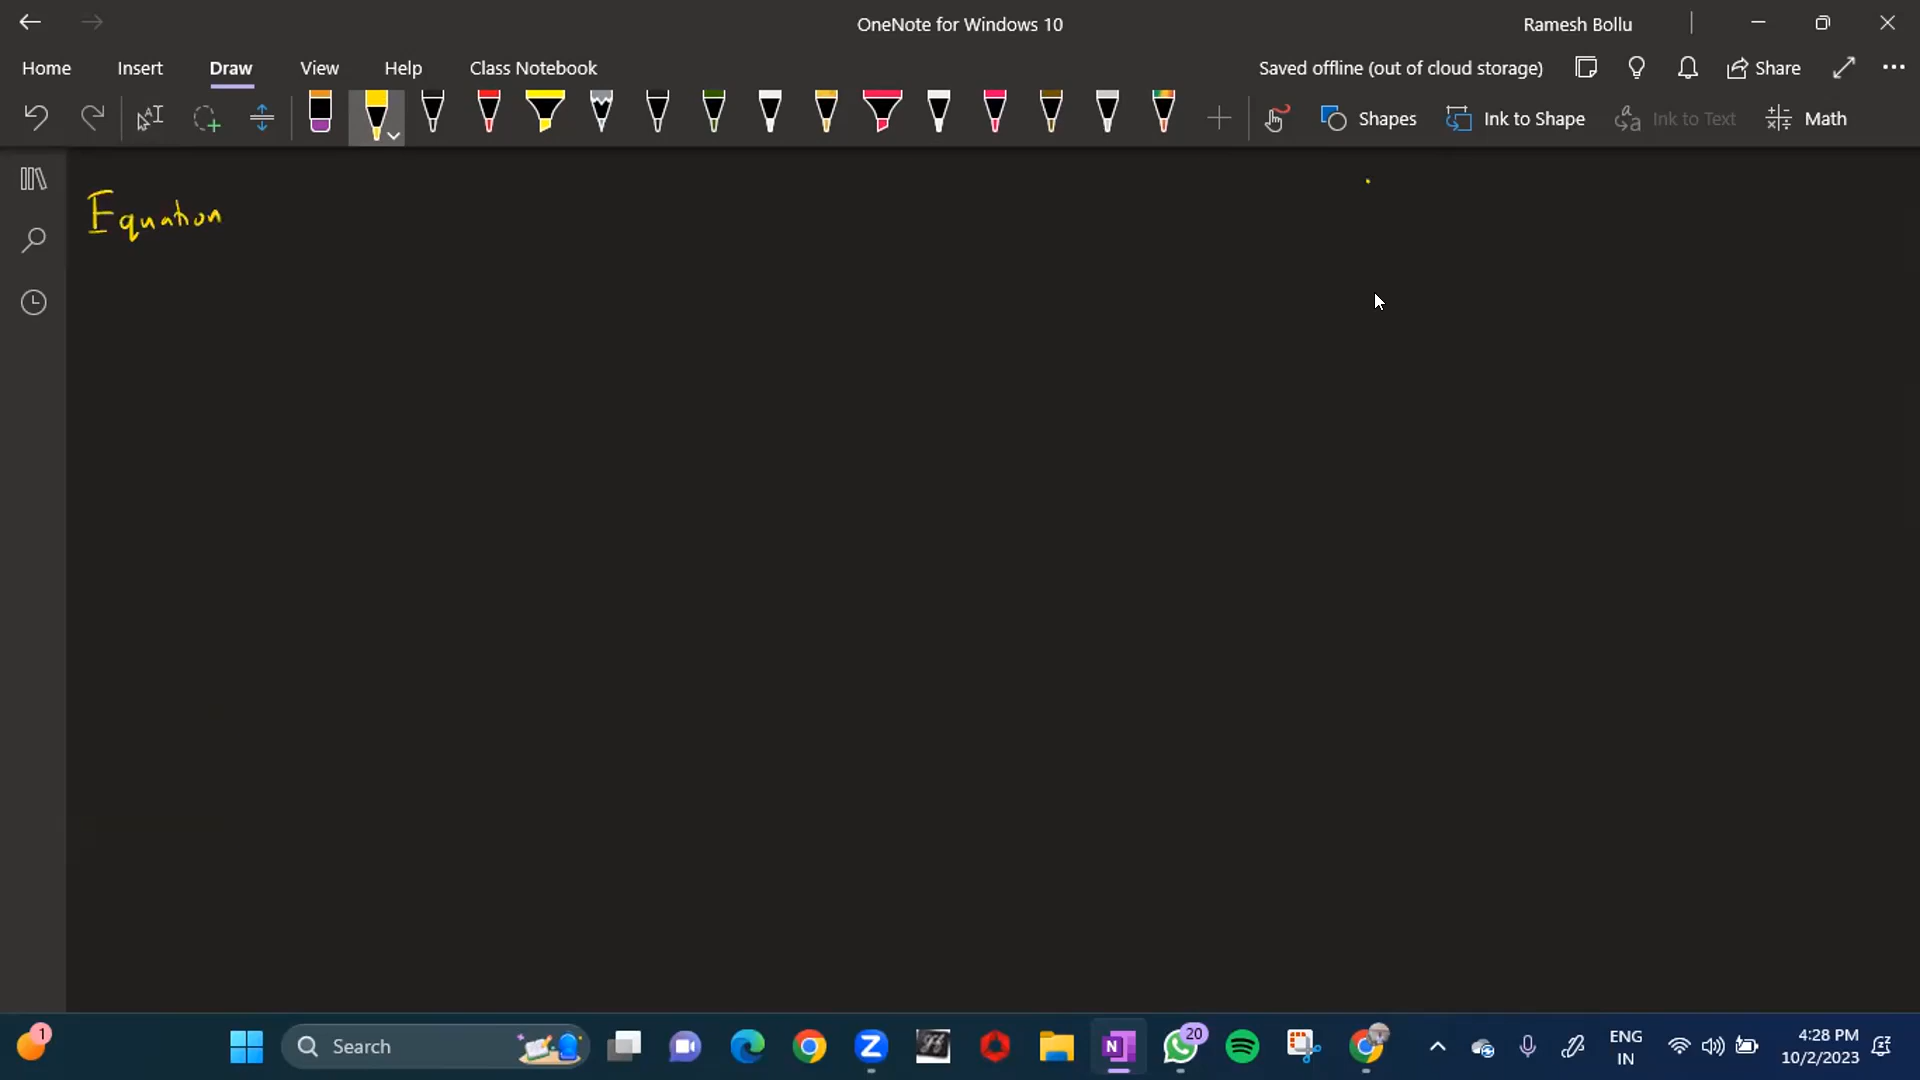 OneNote for Windows 10
Ramesh Bollu
Home Insert Draw View Help Class Notebook
Saved offline (out of cloud storage) Share
Shapes Ink to Shape Ink to Text Math
Equation
1
Search
20
ENG
IN
4:28 PM
10/2/2023